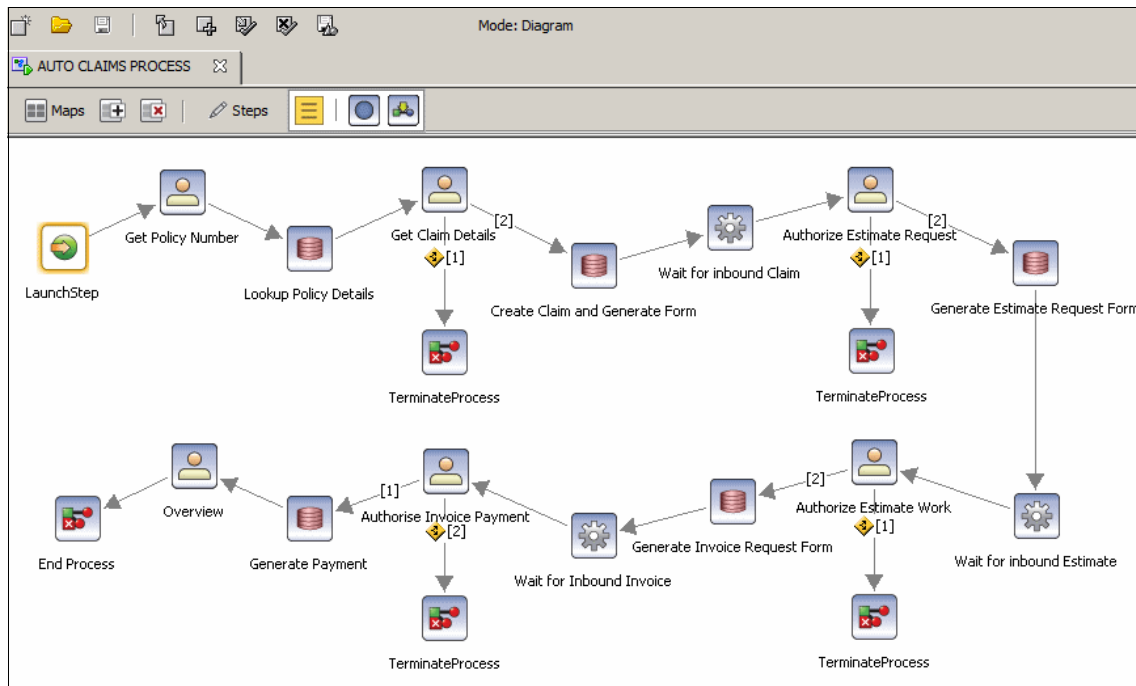 Mode: Diagram
AUTO CLAIMS PROCESS
Maps
Steps
Get Policy Number
Get Claim Details
[2]
[1]
Authorize Estimate Request
[2]
[1]
LaunchStep
Lookup Policy Details
Create Claim and Generate Form
Wait for inbound Claim
Generate Estimate Request Form
TerminateProcess
TerminateProcess
Overview
[1]
Authorise Invoice Payment
[2]
[2]
Authorize Estimate Work
[1]
End Process
Generate Payment
Wait for Inbound Invoice
Generate Invoice Request Form
Wait for inbound Estimate
TerminateProcess
TerminateProcess